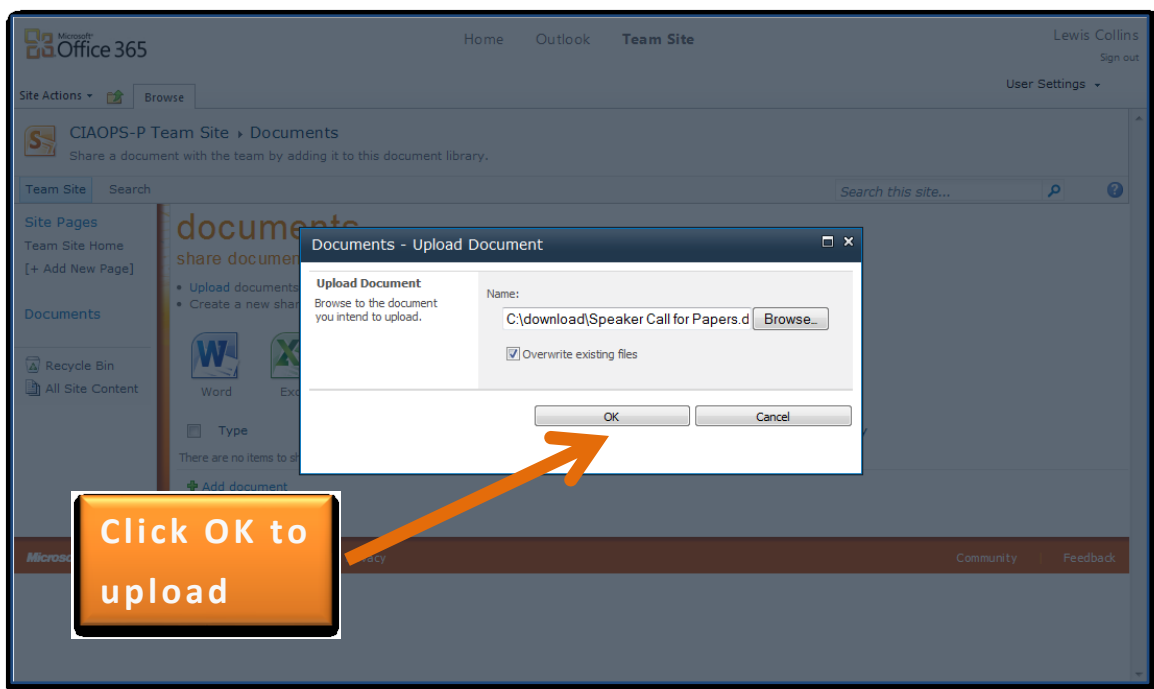 Microsoft®
Office 365
Home Outlook Team Site
Lewis Collins
Sign out
User Settings
Site Actions Browse
CIAOPS-P Team Site Documents
Share a document with the team by adding it to this document library.
Team Site Search
Search this site...
Site Pages
Team Site Home
[+ Add New Page]
Documents
Recycle Bin
All Site Content
documents
share documen
Upload documents
Create a new shar
Word Exc
Type
There are no items to sh
Add document
Documents - Upload Document
Upload Document
Browse to the document
you intend to upload.
Name:
C:\download\Speaker Call for Papers.d Browse...
Overwrite existing files
OK Cancel
Click OK to
upload
Community Feedback